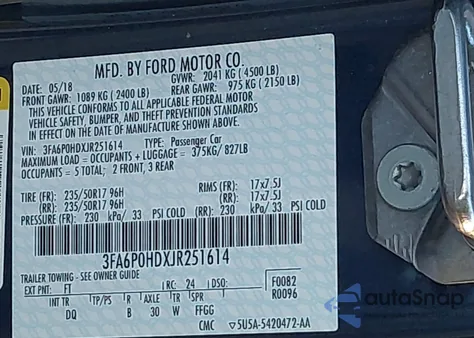 MFD. BY FORD MOTOR CO.
DATE: 05/18 GVWR: 2041 KG (4500 LB)
FRONT GAWR: 1089 KG (2400 LB) REAR GAWR: 975 KG (2150 LB)
THIS VEHICLE CONFORMS TO ALL APPLICABLE FEDERAL MOTOR
VEHICLE SAFETY, BUMPER, AND THEFT PREVENTION STANDARDS
IN EFFECT ON THE DATE OF MANUFACTURE SHOWN ABOVE.
VIN: 3FA6P0HDXJR251614 TYPE: Passenger Car
MAXIMUM LOAD = OCCUPANTS + LUGGAGE = 375KG/ 827LB
OCCUPANTS = 5 TOTAL; 2 FRONT, 3 REAR
TIRE (FR): 235/50R17 96H RIMS (FR): 17x7.5J
(RR): 235/50R17 96H (RR): 17x7.5J
PRESSURE (FR): 230 kPa/ 33 PSI COLD (RR): 230 kPa/ 33 PSI COLD
3FA6P0HDXJR251614
TRAILER TOWING - SEE OWNER GUIDE
EXT PNT: FT RC: 24 DSO: F0082
INT TR TP/PS R AXLE TR SPR R0096
DQ B 30 W FFGG
CMC 5U5A-5420472-AA
autoSnap